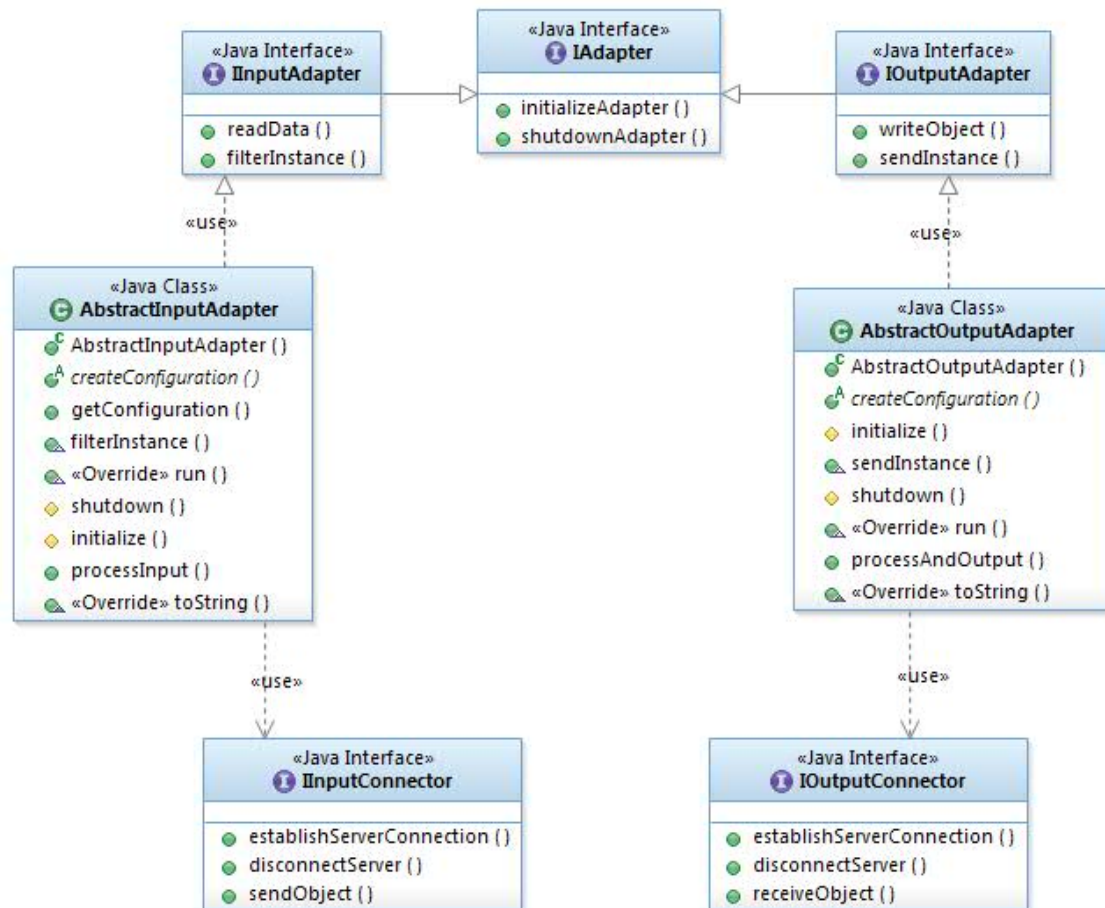 «Java Interface»
IInputAdapter
readData ( )
filterInstance ( )
«Java Interface»
IAdapter
initializeAdapter ( )
shutdownAdapter ( )
«Java Interface»
IOutputAdapter
writeObject ( )
sendInstance ( )
«use»
«use»
«Java Class»
AbstractInputAdapter
AbstractInputAdapter ( )
createConfiguration ( )
getConfiguration ( )
filterInstance ( )
«Override» run ( )
shutdown ( )
initialize ( )
processInput ( )
«Override» toString ( )
«Java Class»
AbstractOutputAdapter
AbstractOutputAdapter ( )
createConfiguration ( )
initialize ( )
sendInstance ( )
shutdown ( )
«Override» run ( )
processAndOutput ( )
«Override» toString ( )
«use»
«use»
«Java Interface»
IInputConnector
establishServerConnection ( )
disconnectServer ( )
sendObject ( )
«Java Interface»
IOutputConnector
establishServerConnection ( )
disconnectServer ( )
receiveObject ( )